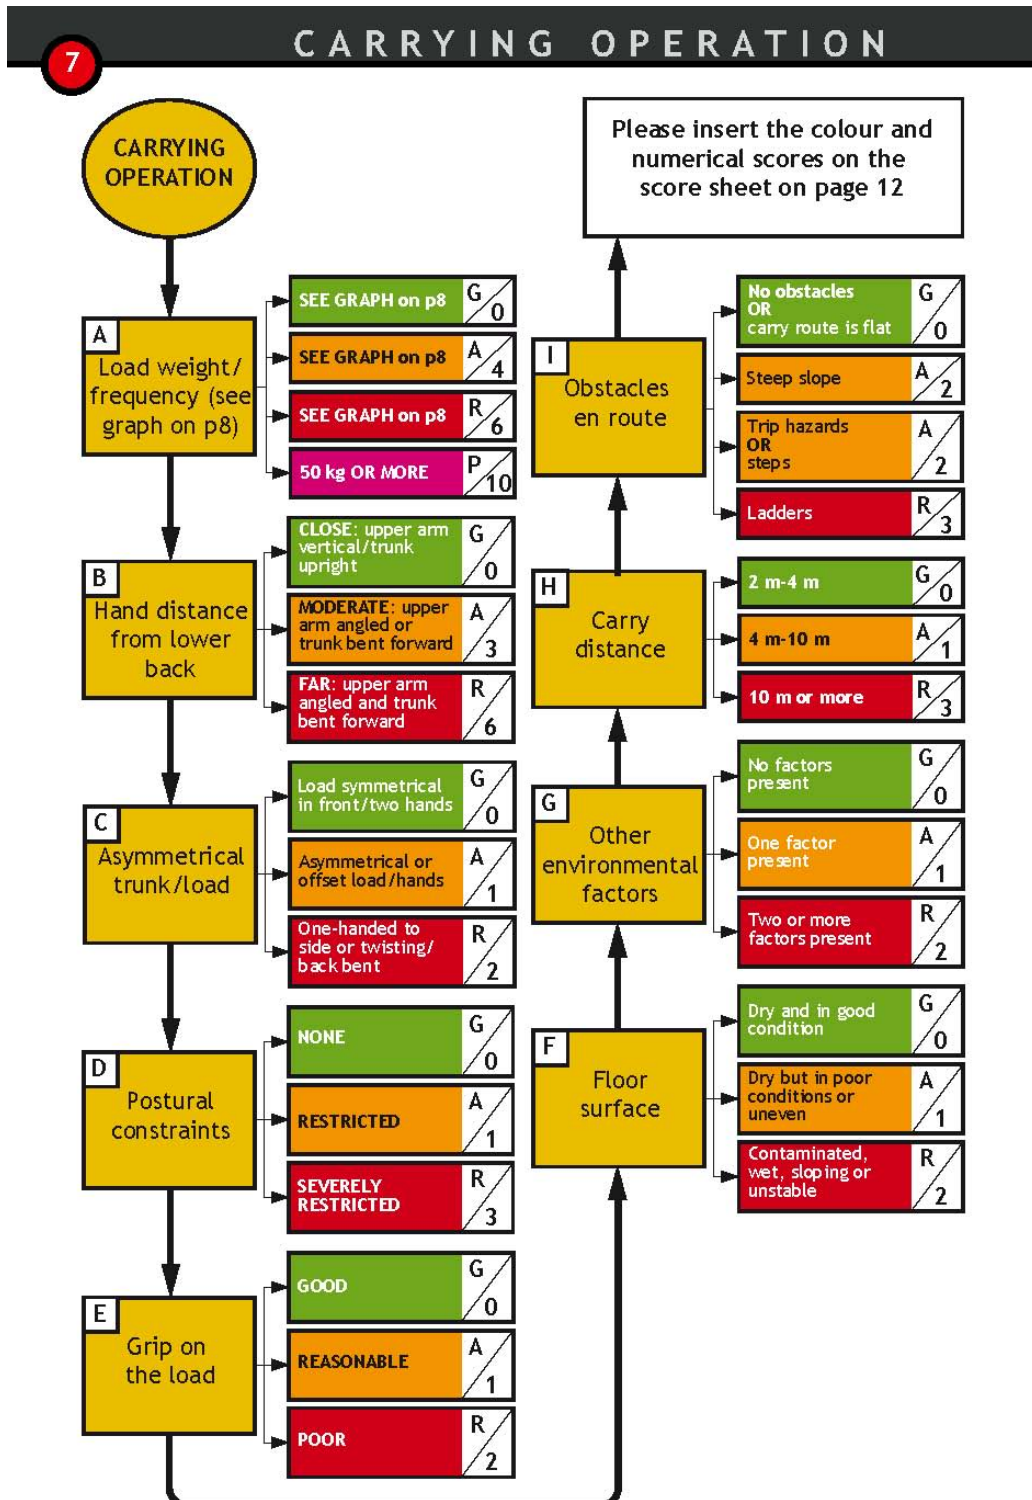 CARRYING OPERATION
7
CARRYING
OPERATION
A
Load weight/
frequency (see
graph on p8)
SEE GRAPH on p8
G
0
SEE GRAPH on p8
A
4
SEE GRAPH on p8
R
6
50 kg OR MORE
P
10
B
Hand distance
from lower
back
CLOSE: upper arm
vertical/trunk
upright
G
0
MODERATE: upper
arm angled or
trunk bent forward
A
3
FAR: upper arm
angled and trunk
bent forward
R
6
C
Asymmetrical
trunk/load
Load symmetrical
in front/two hands
G
0
Asymmetrical or
offset load/hands
A
1
One-handed to
side or twisting/
back bent
R
2
D
Postural
constraints
NONE
G
0
RESTRICTED
A
1
SEVERELY
RESTRICTED
R
3
E
Grip on
the load
GOOD
G
0
REASONABLE
A
1
POOR
R
2
Please insert the colour and
numerical scores on the
score sheet on page 12
I
Obstacles
en route
No obstacles
OR
carry route is flat
G
0
Steep slope
A
2
Trip hazards
OR
steps
A
2
Ladders
R
3
H
Carry
distance
2 m-4 m
G
0
4 m-10 m
A
1
10 m or more
R
3
G
Other
environmental
factors
No factors
present
G
0
One factor
present
A
1
Two or more
factors present
R
2
F
Floor
surface
Dry and in good
condition
G
0
Dry but in poor
conditions or
uneven
A
1
Contaminated,
wet, sloping or
unstable
R
2